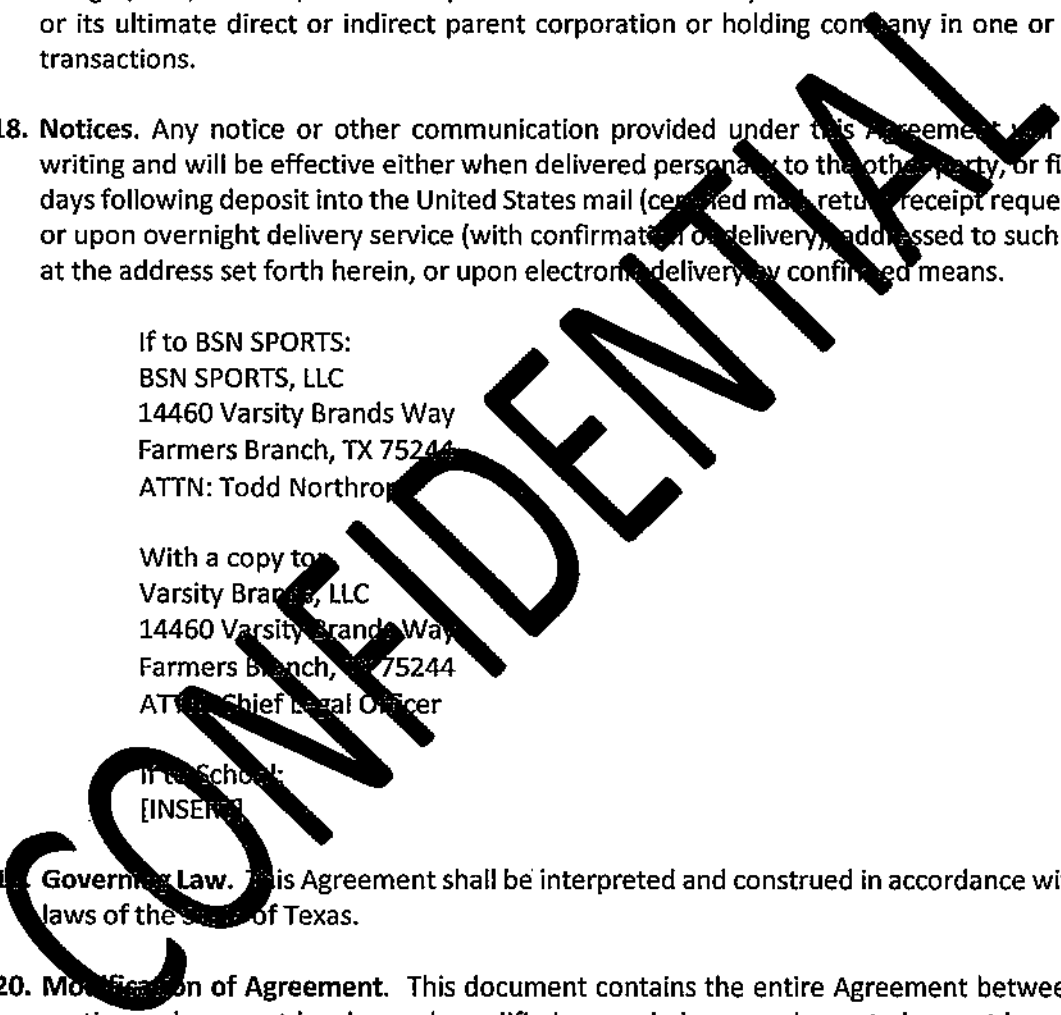 or its ultimate direct or indirect parent corporation or holding company in one or
transactions.
18. Notices. Any notice or other communication provided under this Agreement will
writing and will be effective either when delivered personally to the other party, or fi
days following deposit into the United States mail (certified mail, return receipt reque
or upon overnight delivery service (with confirmation of delivery), addressed to such
at the address set forth herein, or upon electronic delivery by confirmed means.
If to BSN SPORTS:
BSN SPORTS, LLC
14460 Varsity Brands Way
Farmers Branch, TX 75244
ATTN: Todd Northrop
With a copy to:
Varsity Brands, LLC
14460 Varsity Brands Way
Farmers Branch, TX 75244
ATTN: Chief Legal Officer
If to School:
[INSERT]
Governing Law. This Agreement shall be interpreted and construed in accordance wi
laws of the State of Texas.
20. Modification of Agreement. This document contains the entire Agreement betwee
CONFIDENTIAL